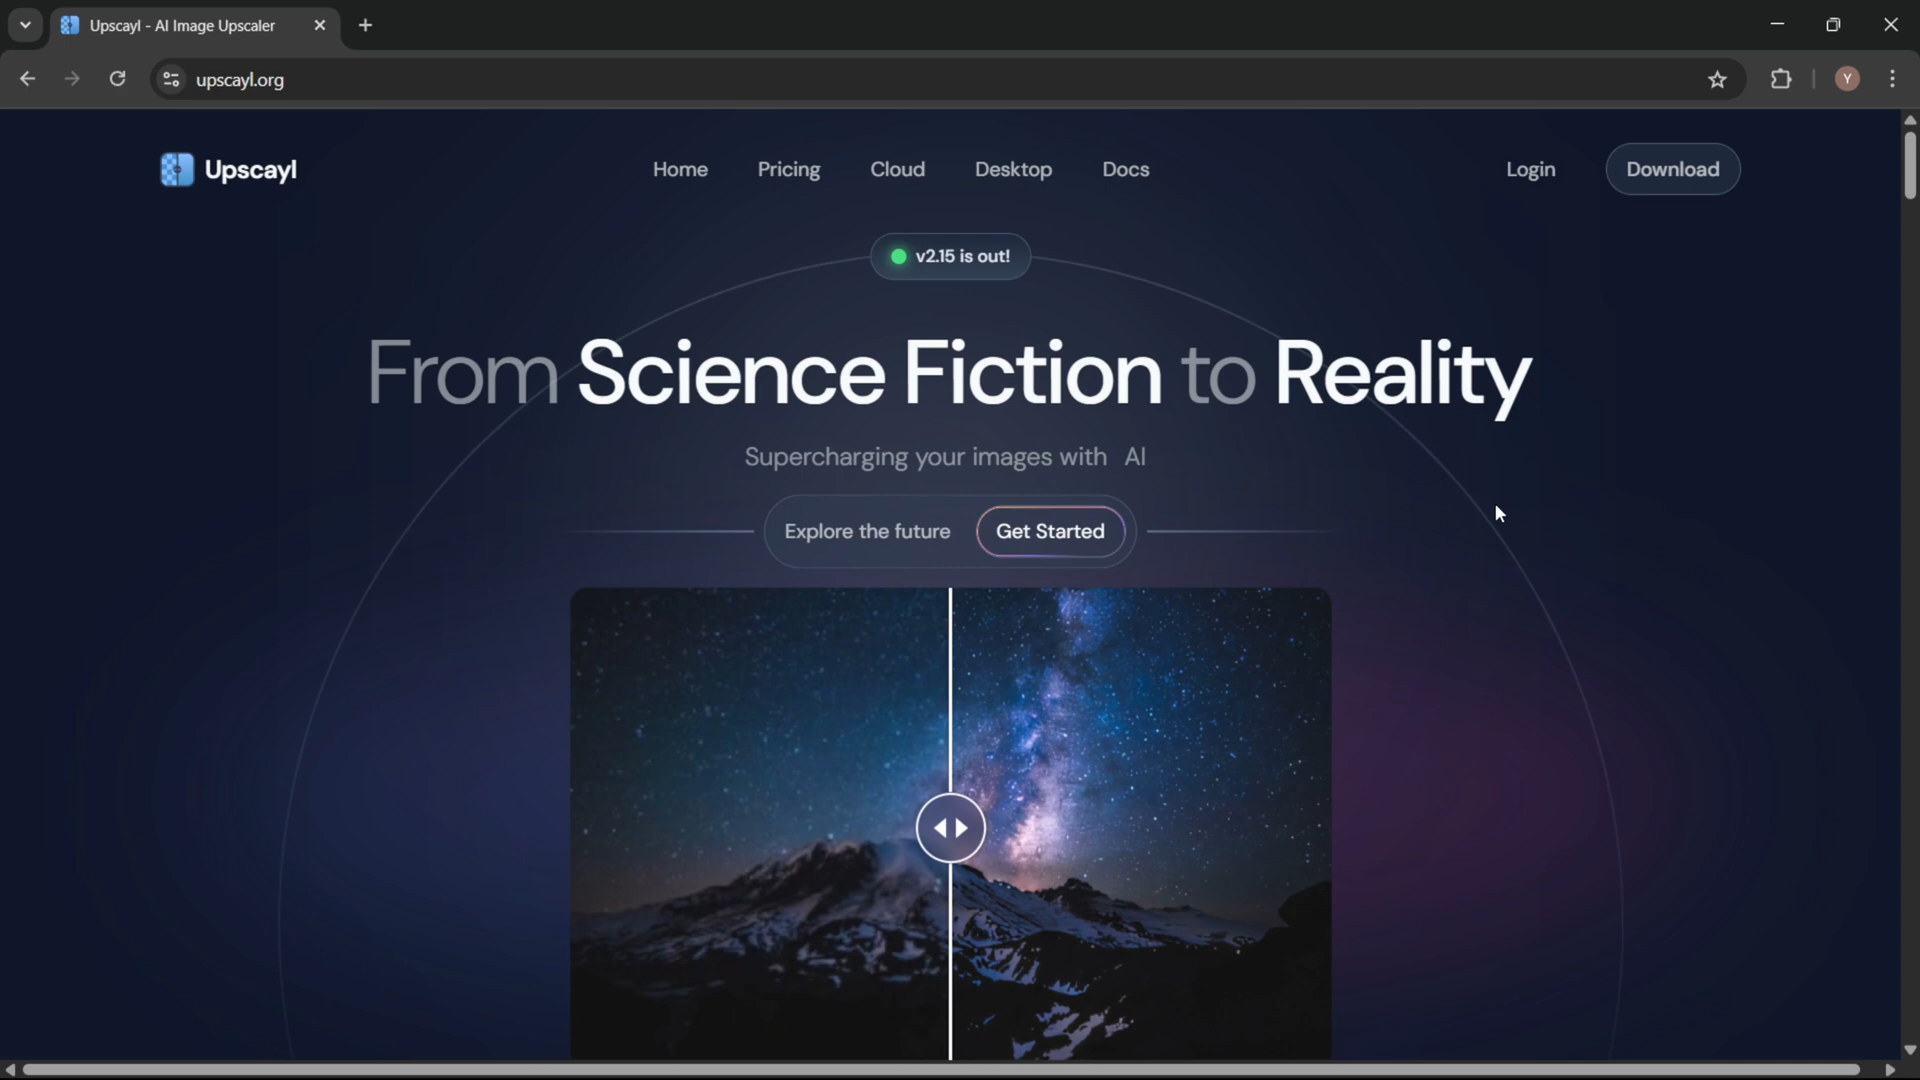 Upscayl - AI Image Upscaler
upscayl.org
Y
Upscayl
Home Pricing Cloud Desktop Docs
Login Download
v2.15 is out!
From Science Fiction to Reality
Supercharging your images with AI
Explore the future Get Started